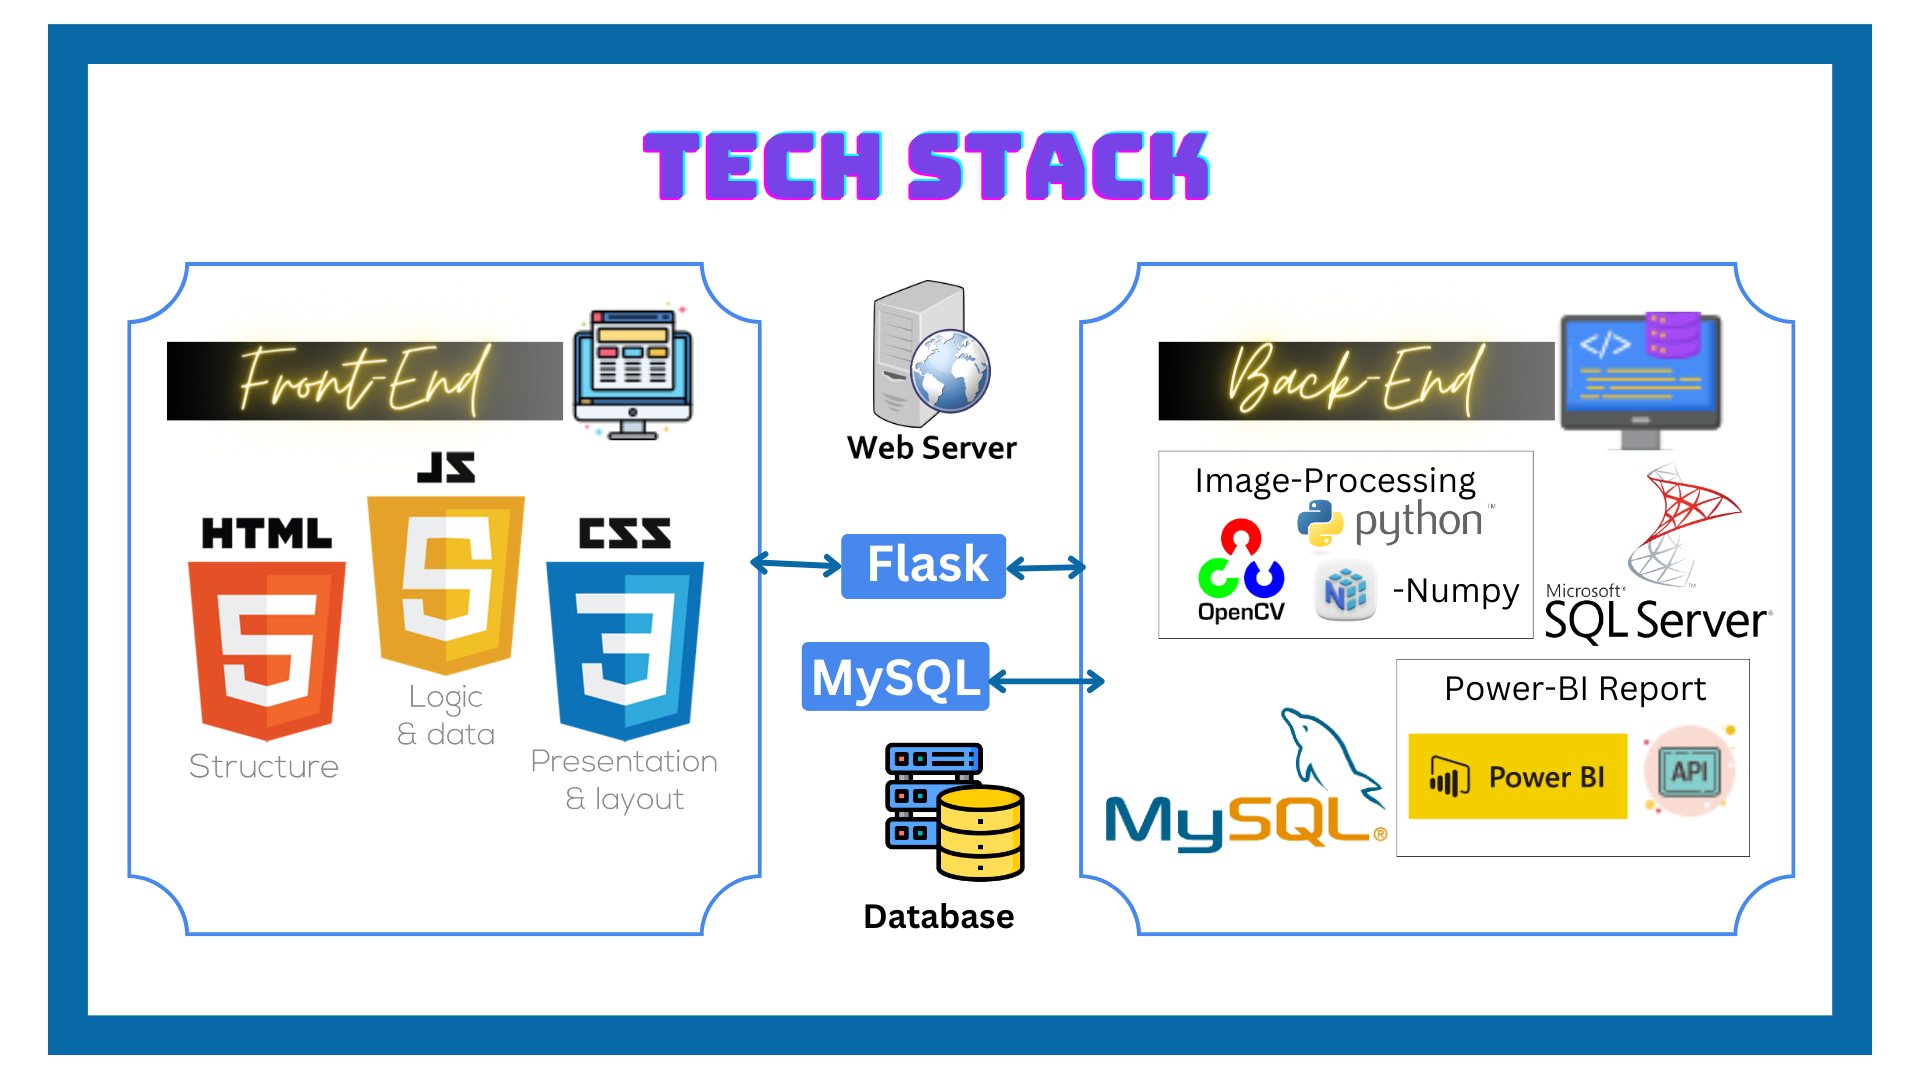 TECH STACK
Front-End
JS
HTML
CSS
Logic
& data
Structure
Presentation
& layout
Web Server
Flask
MySQL
Database
Back-End
</>
Image-Processing
python™
OpenCV
N
-Numpy
Microsoft®
SQL Server®
MySQL®
Power-BI Report
Power BI
API